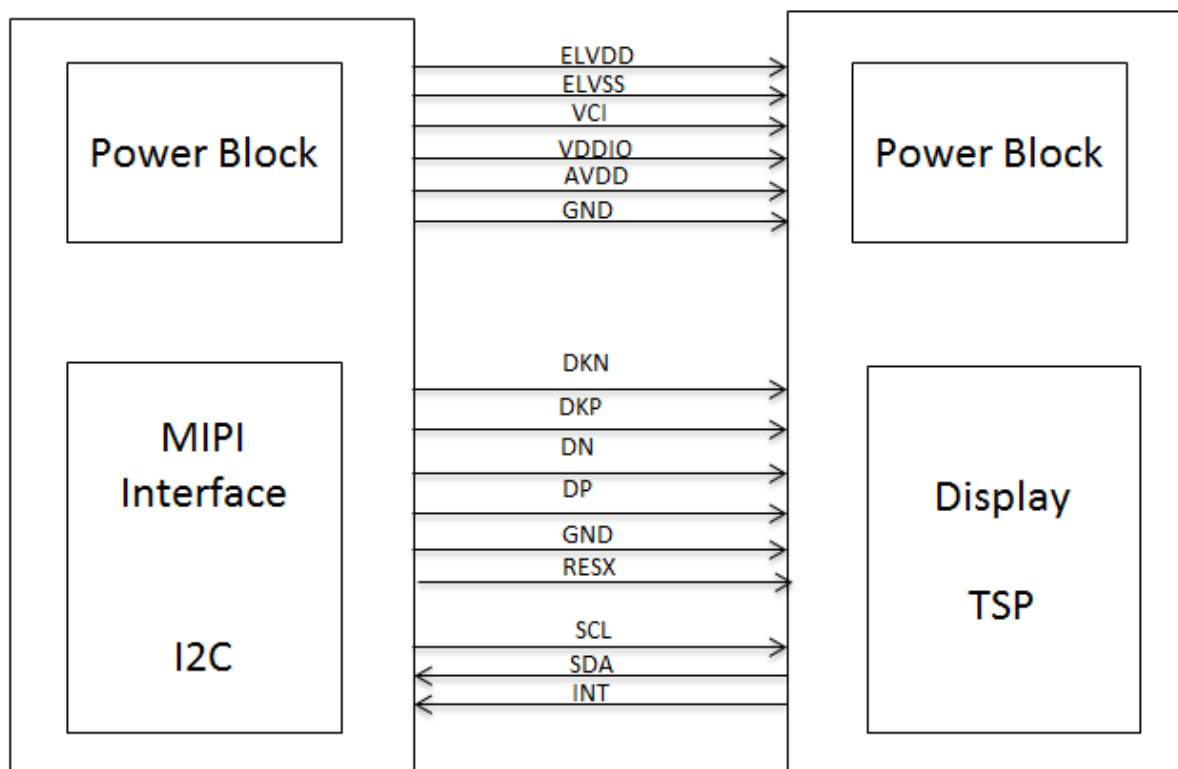 ELVDD
ELVSS
VCI
VDDIO
AVDD
GND
Power Block
Power Block
DKN
DKP
DN
DP
GND
RESX
SCL
SDA
INT
MIPI
Interface
I2C
Display
TSP